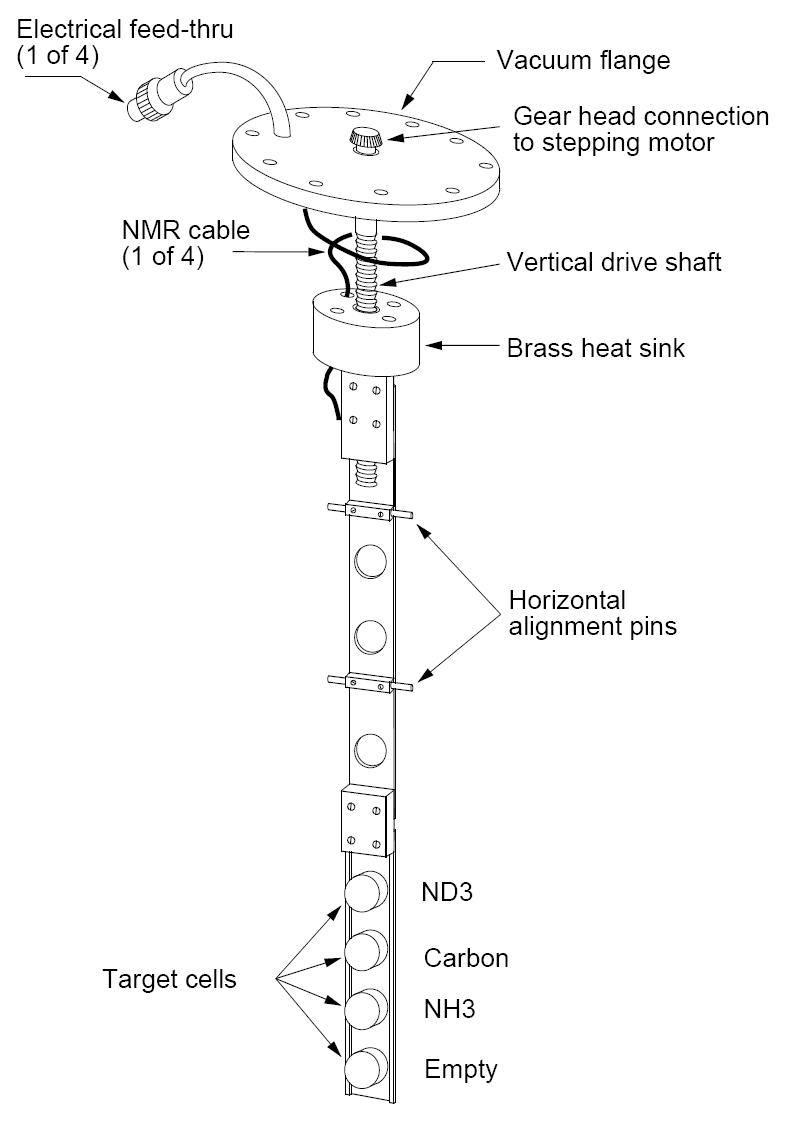 Electrical feed-thru
(1 of 4)
Vacuum flange
Gear head connection
to stepping motor
NMR cable
(1 of 4)
Vertical drive shaft
Brass heat sink
Horizontal
alignment pins
ND3
Carbon
Target cells
NH3
Empty